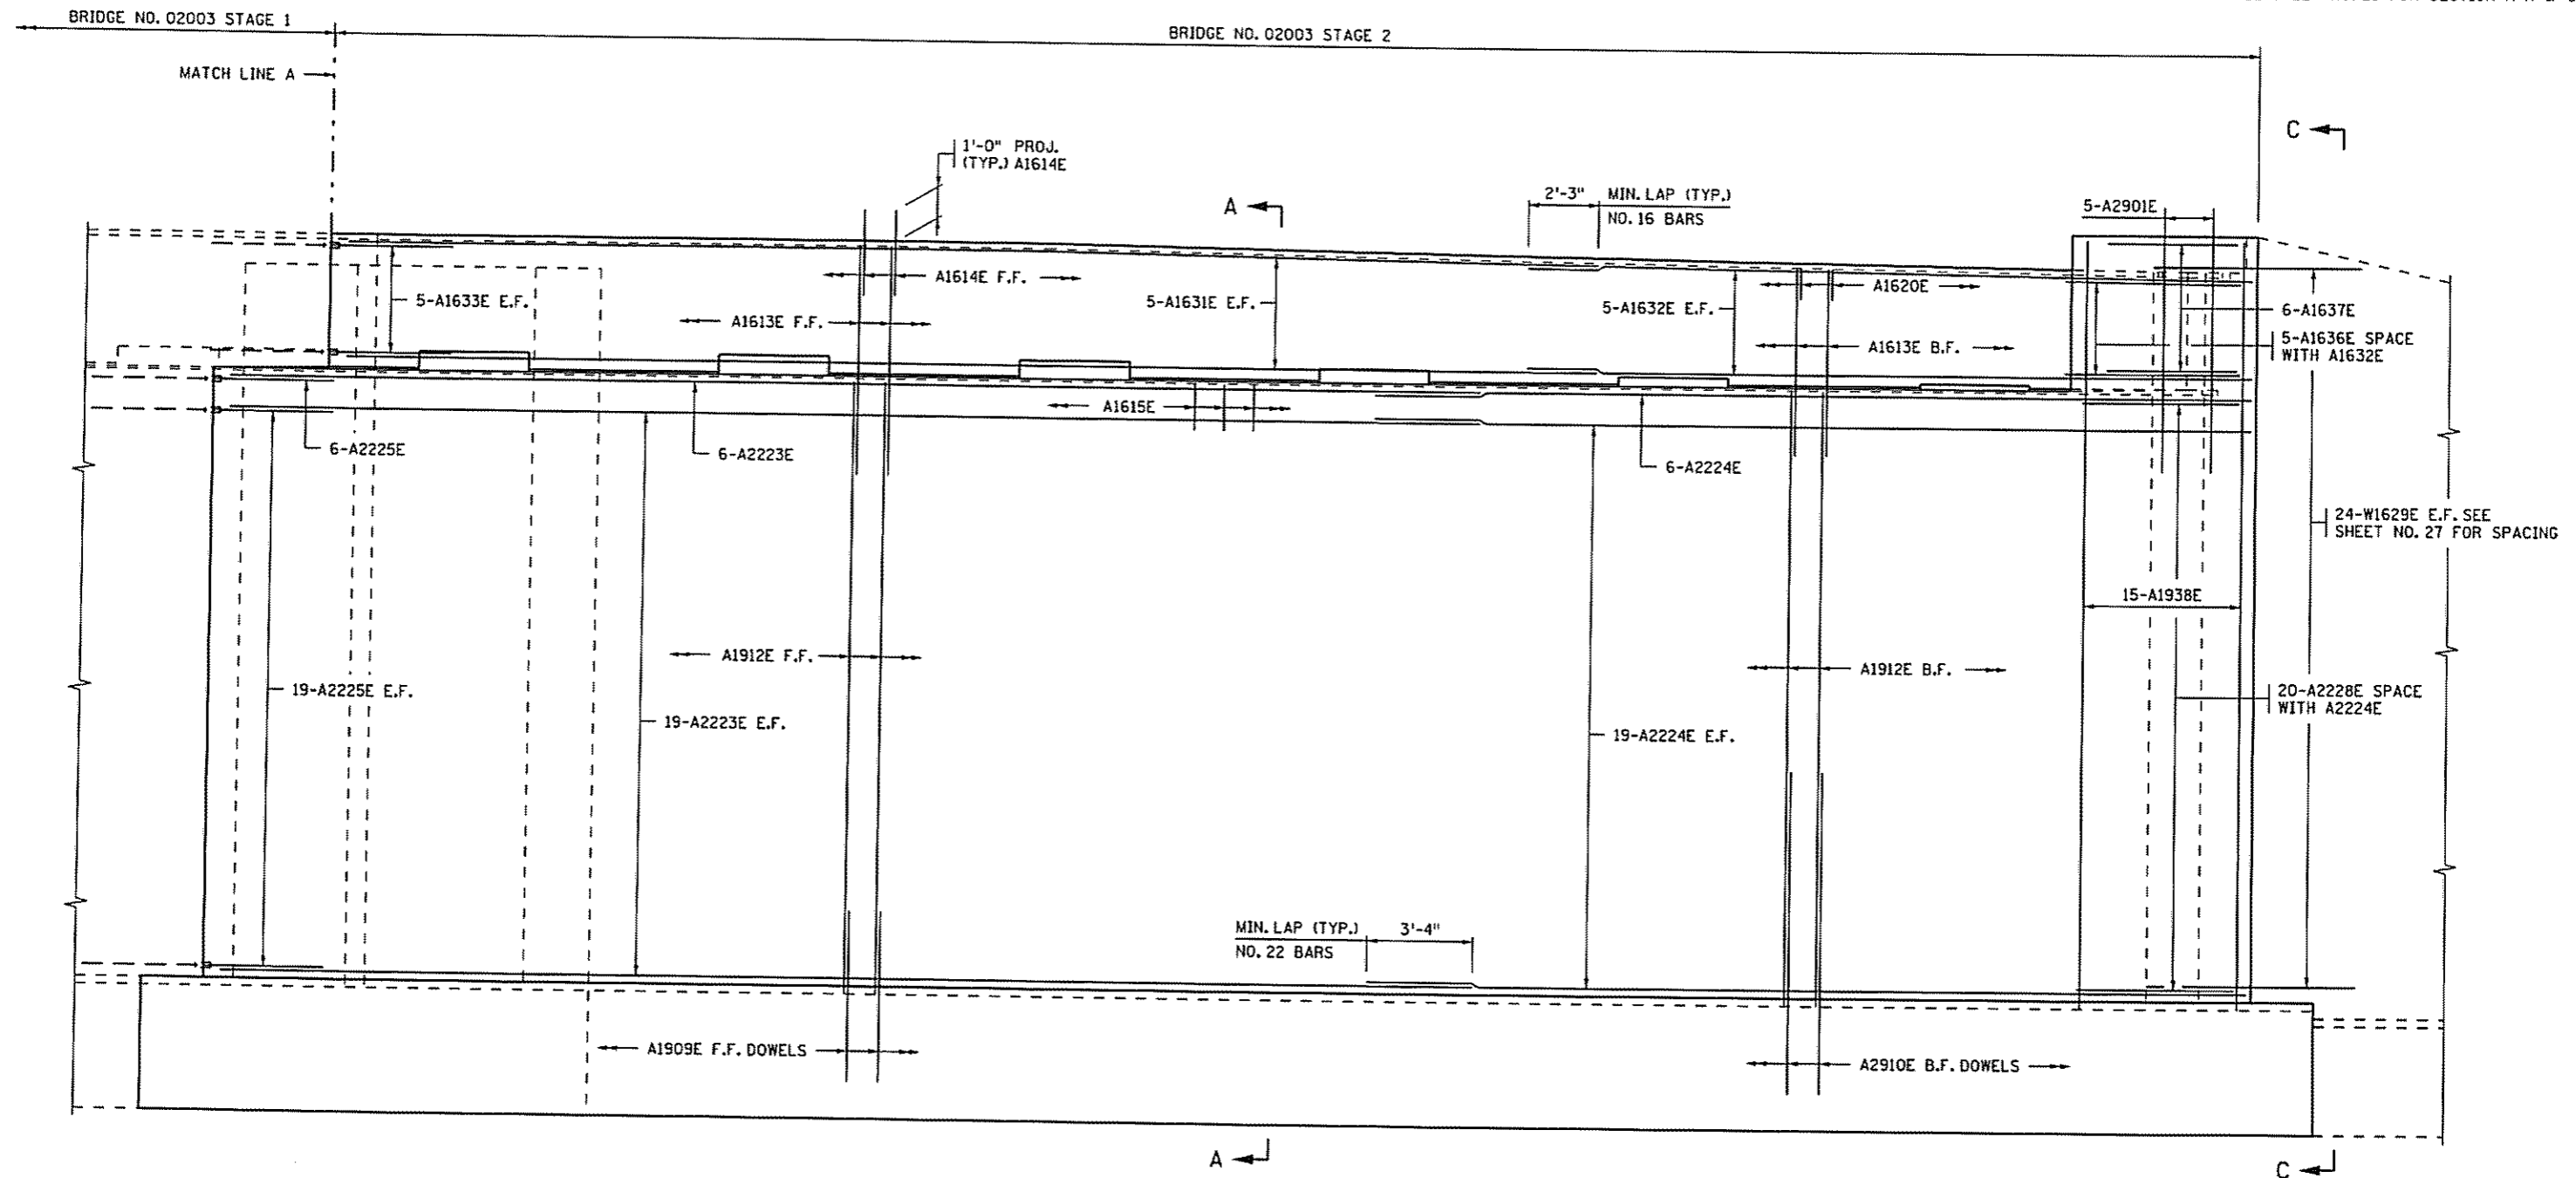 BRIDGE NO. 02003 STAGE 1
BRIDGE NO. 02003 STAGE 2
MATCH LINE A
C
1'-0" PROJ.
(TYP.) A1614E
A
2'-3" MIN. LAP (TYP.)
NO. 16 BARS
5-A2901E
A1614E F.F.
5-A1633E E.F.
5-A1631E E.F.
5-A1632E E.F.
A1620E
6-A1637E
A1613E F.F.
A1613E B.F.
5-A1636E SPACE
WITH A1632E
A1615E
6-A2225E
6-A2223E
6-A2224E
24-W1629E E.F. SEE
SHEET NO. 27 FOR SPACING
15-A1938E
A1912E F.F.
A1912E B.F.
19-A2225E E.F.
20-A2228E SPACE
WITH A2224E
19-A2223E E.F.
19-A2224E E.F.
MIN. LAP (TYP.) 3'-4"
NO. 22 BARS
A1909E F.F. DOWELS
A2910E B.F. DOWELS
A
C